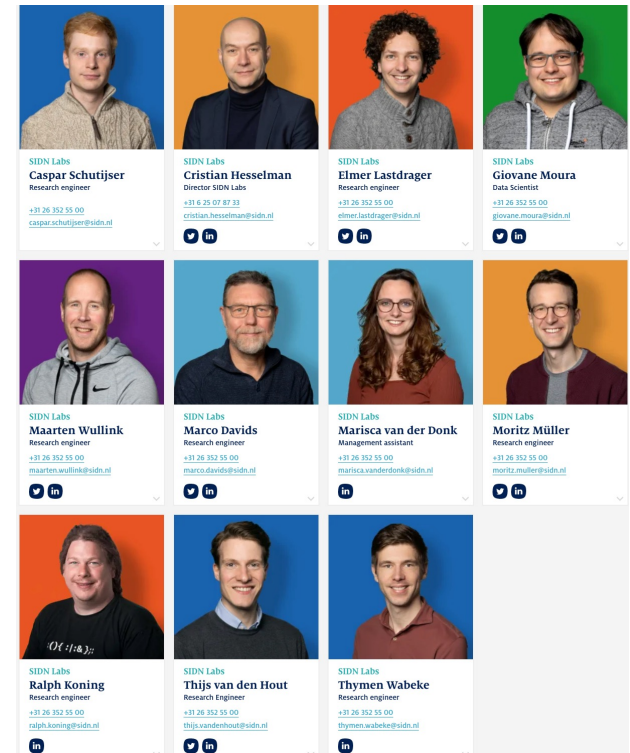 SIDN Labs
Caspar Schutijser
Research engineer
+31 26 352 55 00
caspar.schutijser@sidn.nl
SIDN Labs
Cristian Hesselman
Director SIDN Labs
+31 6 25 07 87 33
cristian.hesselman@sidn.nl
SIDN Labs
Elmer Lastdrager
Research engineer
+31 26 352 55 00
elmer.lastdrager@sidn.nl
SIDN Labs
Giovane Moura
Data Scientist
+31 26 352 55 00
giovane.moura@sidn.nl
SIDN Labs
Maarten Wullink
Research engineer
+31 26 352 55 00
maarten.wullink@sidn.nl
SIDN Labs
Marco Davids
Research engineer
+31 26 352 55 00
marco.davids@sidn.nl
SIDN Labs
Marisca van der Donk
Management assistant
+31 26 352 55 00
marisca.vanderdonk@sidn.nl
SIDN Labs
Moritz Müller
Research engineer
+31 26 352 55 00
moritz.muller@sidn.nl
:(){ :|:& };:
SIDN Labs
Ralph Koning
Research engineer
+31 26 352 55 00
ralph.koning@sidn.nl
SIDN Labs
Thijs van den Hout
Research Engineer
+31 26 352 55 00
thijs.vandenhout@sidn.nl
SIDN Labs
Thymen Wabeke
Research engineer
+31 26 352 55 00
thymen.wabeke@sidn.nl